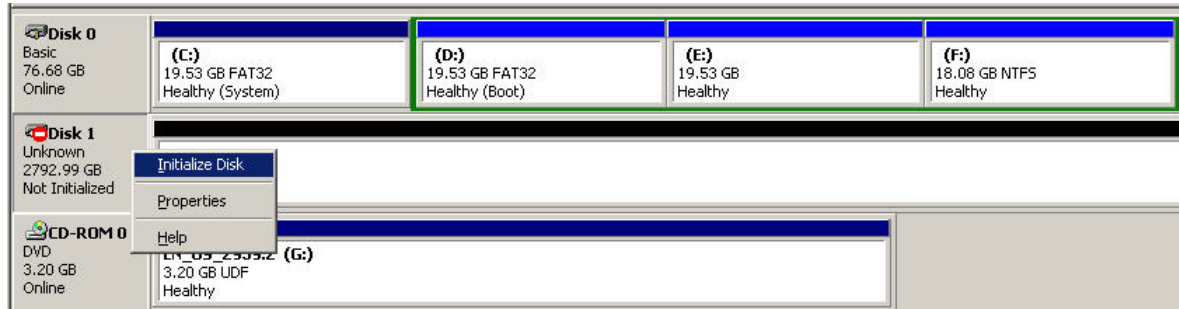 Disk 0
Basic
76.68 GB
Online
(C:)
19.53 GB FAT32
Healthy (System)
(D:)
19.53 GB FAT32
Healthy (Boot)
(E:)
19.53 GB
Healthy
(F:)
18.08 GB NTFS
Healthy
Disk 1
Unknown
2792.99 GB
Not Initialized
Initialize Disk
Properties
Help
CD-ROM 0
DVD
3.20 GB
Online
(G:)
3.20 GB UDF
Healthy